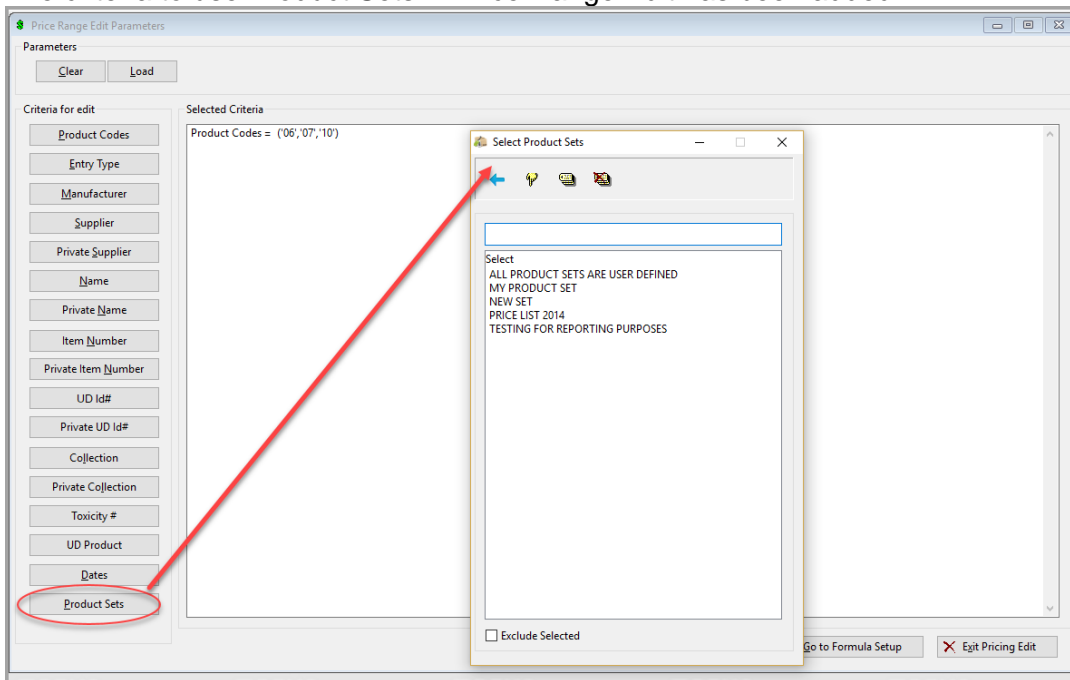 Price Range Edit Parameters
Parameters
Clear Load
Criteria for edit
Selected Criteria
Product Codes
Entry Type
Manufacturer
Supplier
Private Supplier
Name
Private Name
Item Number
Private Item Number
UD Id#
Private UD Id#
Collection
Private Collection
Toxicity #
UD Product
Dates
Product Sets
Product Codes = ('06','07','10')
Select Product Sets
Select
ALL PRODUCT SETS ARE USER DEFINED
MY PRODUCT SET
NEW SET
PRICE LIST 2014
TESTING FOR REPORTING PURPOSES
Exclude Selected
Go to Formula Setup
Exit Pricing Edit